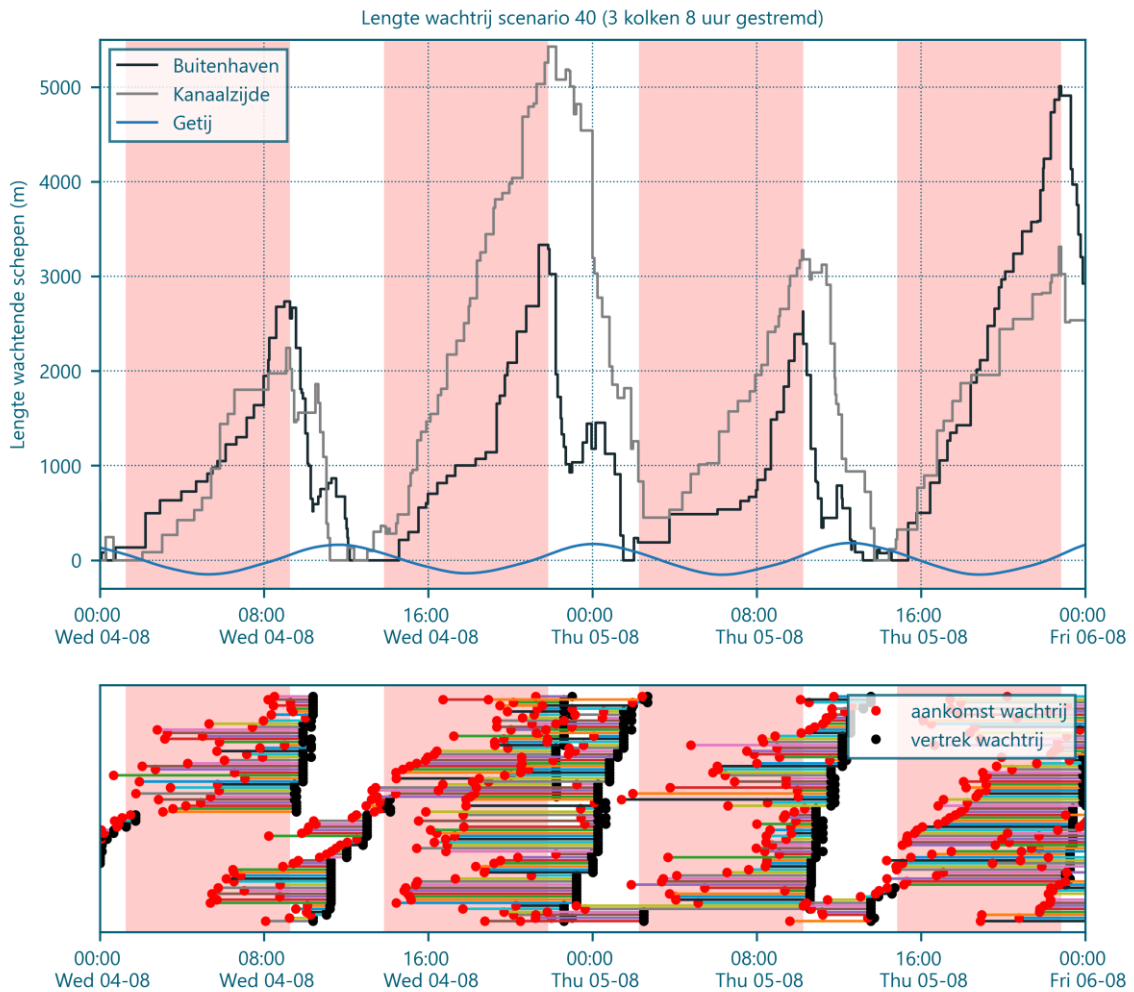 Lengte wachtrij scenario 40 (3 kolken 8 uur gestremd)
Buitenhaven
Kanaalzijde
Getij
Lengte wachtende schepen (m)
5000
4000
3000
2000
1000
0
00:00 08:00 16:00 00:00 08:00 16:00 00:00
Wed 04-08 Wed 04-08 Wed 04-08 Thu 05-08 Thu 05-08 Thu 05-08 Fri 06-08
aankomst wachtrij
vertrek wachtrij
00:00 08:00 16:00 00:00 08:00 16:00 00:00
Wed 04-08 Wed 04-08 Wed 04-08 Thu 05-08 Thu 05-08 Thu 05-08 Fri 06-08